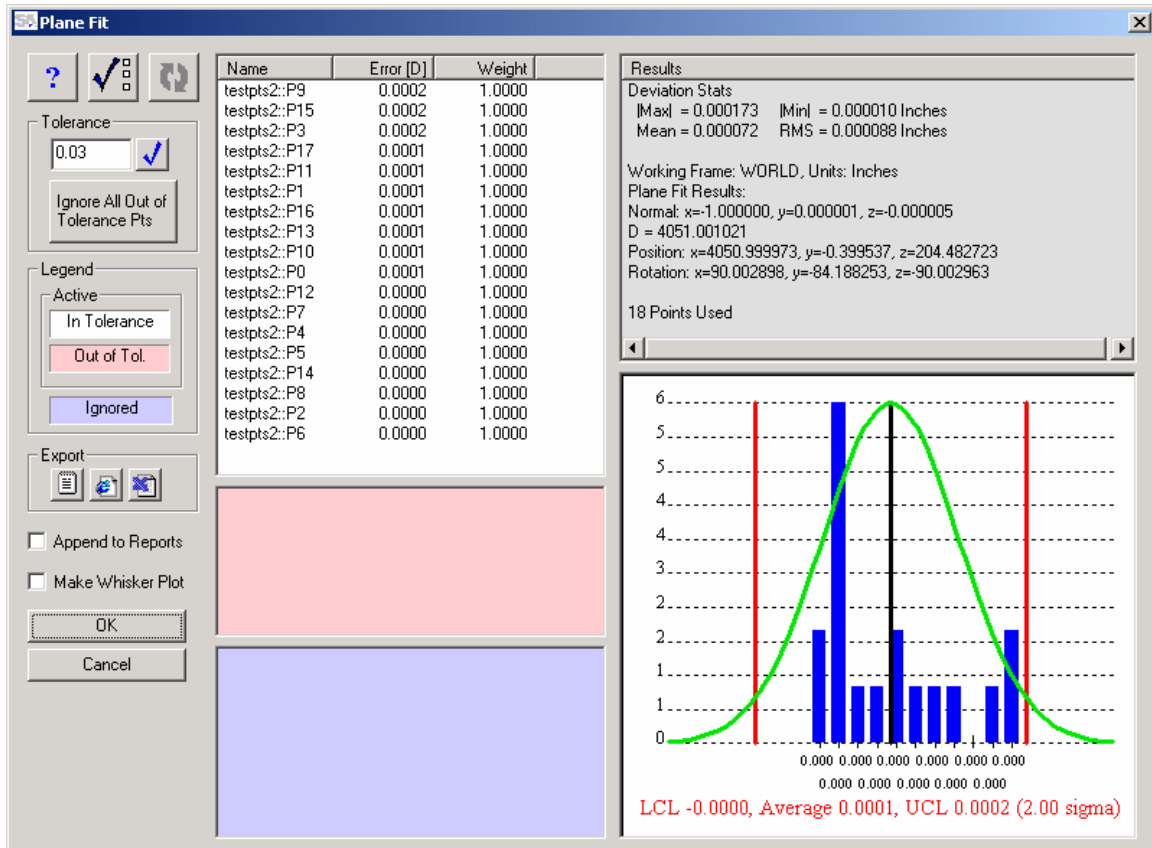 SA Plane Fit
?
Tolerance
0.03
Ignore All Out of
Tolerance Pts
Legend
Active
In Tolerance
Out of Tol.
Ignored
Export
Append to Reports
Make Whisker Plot
OK
Cancel
Name Error [D] Weight
testpts2::P9 0.0002 1.0000
testpts2::P15 0.0002 1.0000
testpts2::P3 0.0002 1.0000
testpts2::P17 0.0001 1.0000
testpts2::P11 0.0001 1.0000
testpts2::P1 0.0001 1.0000
testpts2::P16 0.0001 1.0000
testpts2::P13 0.0001 1.0000
testpts2::P10 0.0001 1.0000
testpts2::P0 0.0001 1.0000
testpts2::P12 0.0000 1.0000
testpts2::P7 0.0000 1.0000
testpts2::P4 0.0000 1.0000
testpts2::P5 0.0000 1.0000
testpts2::P14 0.0000 1.0000
testpts2::P8 0.0000 1.0000
testpts2::P2 0.0000 1.0000
testpts2::P6 0.0000 1.0000
Results
Deviation Stats
|Max| = 0.000173 |Min| = 0.000010 Inches
Mean = 0.000072 RMS = 0.000088 Inches
Working Frame: WORLD, Units: Inches
Plane Fit Results:
Normal: x=-1.000000, y=0.000001, z=-0.000005
D = 4051.001021
Position: x=4050.999973, y=-0.399537, z=204.482723
Rotation: x=90.002898, y=-84.188253, z=-90.002963
18 Points Used
6
5
5
4
4
3
2
2
1
1
0
0.000 0.000 0.000 0.000 0.000 0.000
0.000 0.000 0.000 0.000 0.000
LCL -0.0000, Average 0.0001, UCL 0.0002 (2.00 sigma)